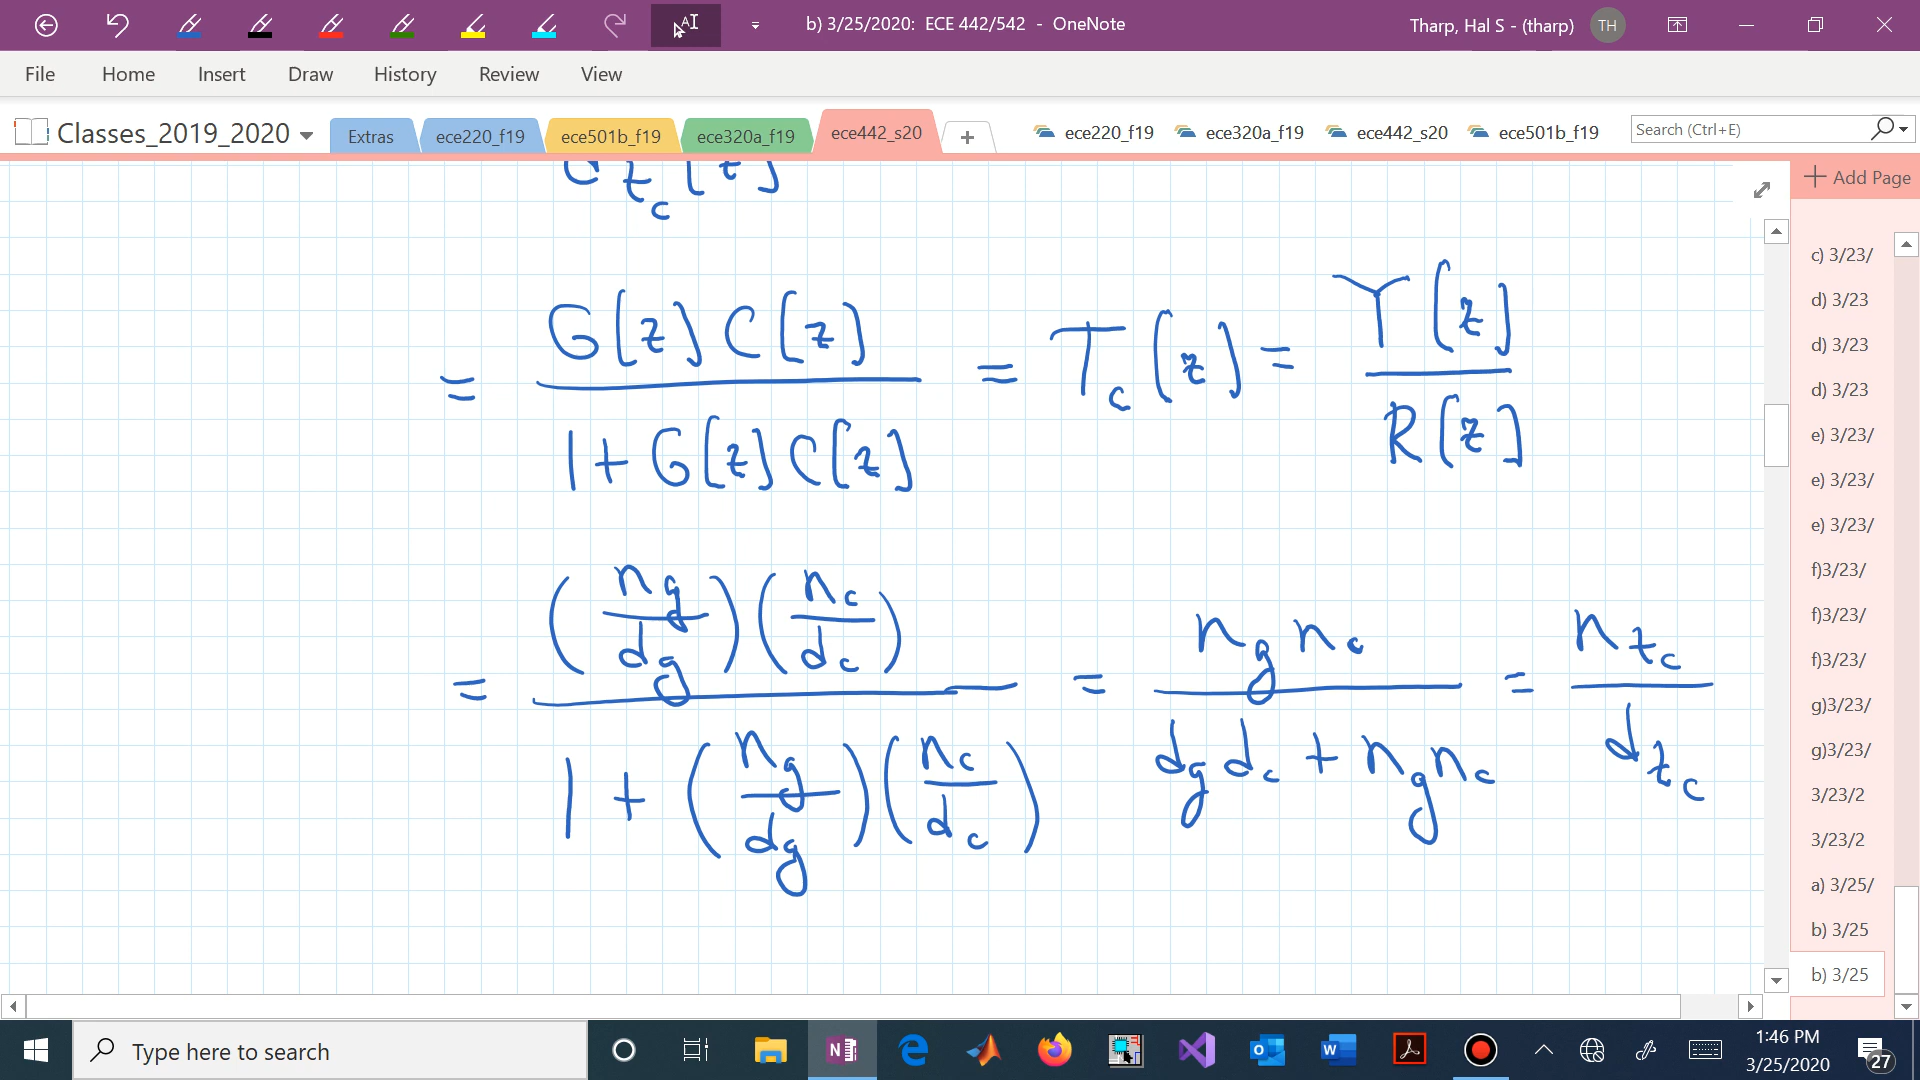 b) 3/25/2020: ECE 442/542 - OneNote
Tharp, Hal S - (tharp)
TH
File Home Insert Draw History Review View
Classes_2019_2020
Extras ece220_f19 ece501b_f19 ece320a_f19 ece442_s20 +
ece220_f19 ece320a_f19 ece442_s20 ece501b_f19
Search (Ctrl+E)
Add Page
t_c[z]
= G[z] C[z] / 1 + G[z] C[z] = T_c[z] = Y[z] / R[z]
= (n_g / d_g)(n_c / d_c) / 1 + (n_g / d_g)(n_c / d_c) = n_g n_c / d_g d_c + n_g n_c = n_t_c / d_t_c
c) 3/23/
d) 3/23
d) 3/23
d) 3/23
e) 3/23/
e) 3/23/
e) 3/23/
f)3/23/
f)3/23/
f)3/23/
g)3/23/
g)3/23/
3/23/2
3/23/2
a) 3/25/
b) 3/25
b) 3/25
Type here to search
1:46 PM
3/25/2020
27